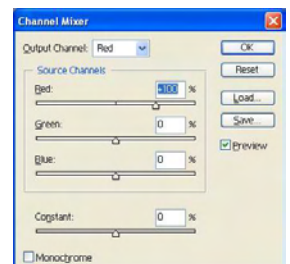 Channel Mixer
Output Channel: Red
OK
Source Channels
Reset
Red: +100 %
Load...
Green: 0 %
Save...
Preview
Blue: 0 %
Constant: 0 %
Monochrome